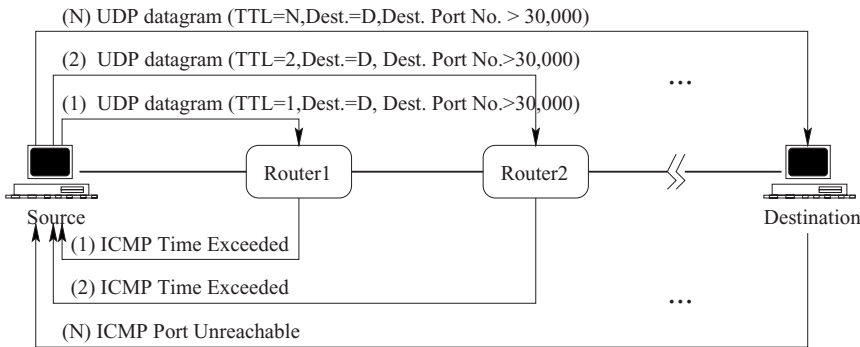 (N) UDP datagram (TTL=N,Dest.=D,Dest. Port No. > 30,000)
(2) UDP datagram (TTL=2,Dest.=D, Dest. Port No.>30,000)
...
(1) UDP datagram (TTL=1,Dest.=D, Dest. Port No.>30,000)
Router1
Router2
Source
Destination
(1) ICMP Time Exceeded
(2) ICMP Time Exceeded
...
(N) ICMP Port Unreachable